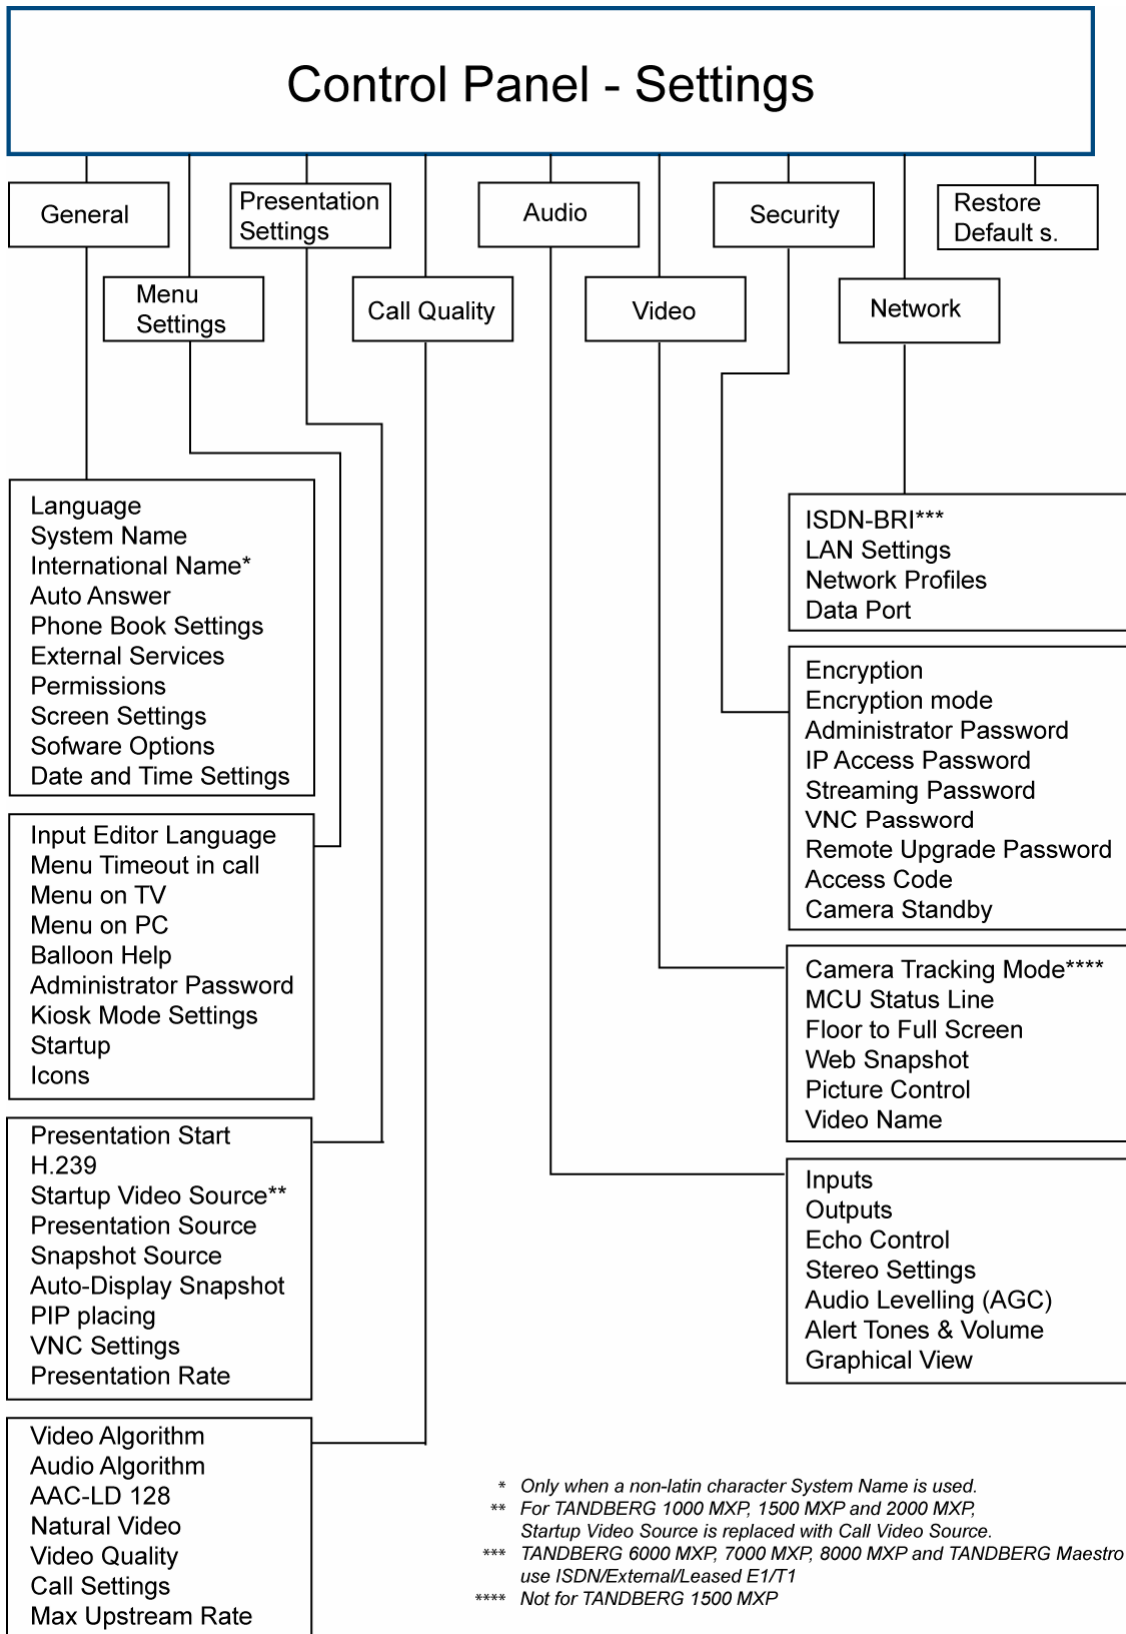 Control Panel - Settings
General
Presentation
Settings
Audio
Security
Restore
Default s.
Menu
Settings
Call Quality
Video
Network
Language
System Name
International Name*
Auto Answer
Phone Book Settings
External Services
Permissions
Screen Settings
Sofware Options
Date and Time Settings
Input Editor Language
Menu Timeout in call
Menu on TV
Menu on PC
Balloon Help
Administrator Password
Kiosk Mode Settings
Startup
Icons
Presentation Start
H.239
Startup Video Source**
Presentation Source
Snapshot Source
Auto-Display Snapshot
PIP placing
VNC Settings
Presentation Rate
Video Algorithm
Audio Algorithm
AAC-LD 128
Natural Video
Video Quality
Call Settings
Max Upstream Rate
ISDN-BRI***
LAN Settings
Network Profiles
Data Port
Encryption
Encryption mode
Administrator Password
IP Access Password
Streaming Password
VNC Password
Remote Upgrade Password
Access Code
Camera Standby
Camera Tracking Mode****
MCU Status Line
Floor to Full Screen
Web Snapshot
Picture Control
Video Name
Inputs
Outputs
Echo Control
Stereo Settings
Audio Levelling (AGC)
Alert Tones & Volume
Graphical View
* Only when a non-latin character System Name is used.
** For TANDBERG 1000 MXP, 1500 MXP and 2000 MXP,
Startup Video Source is replaced with Call Video Source.
*** TANDBERG 6000 MXP, 7000 MXP, 8000 MXP and TANDBERG Maestro
use ISDN/External/Leased E1/T1
**** Not for TANDBERG 1500 MXP